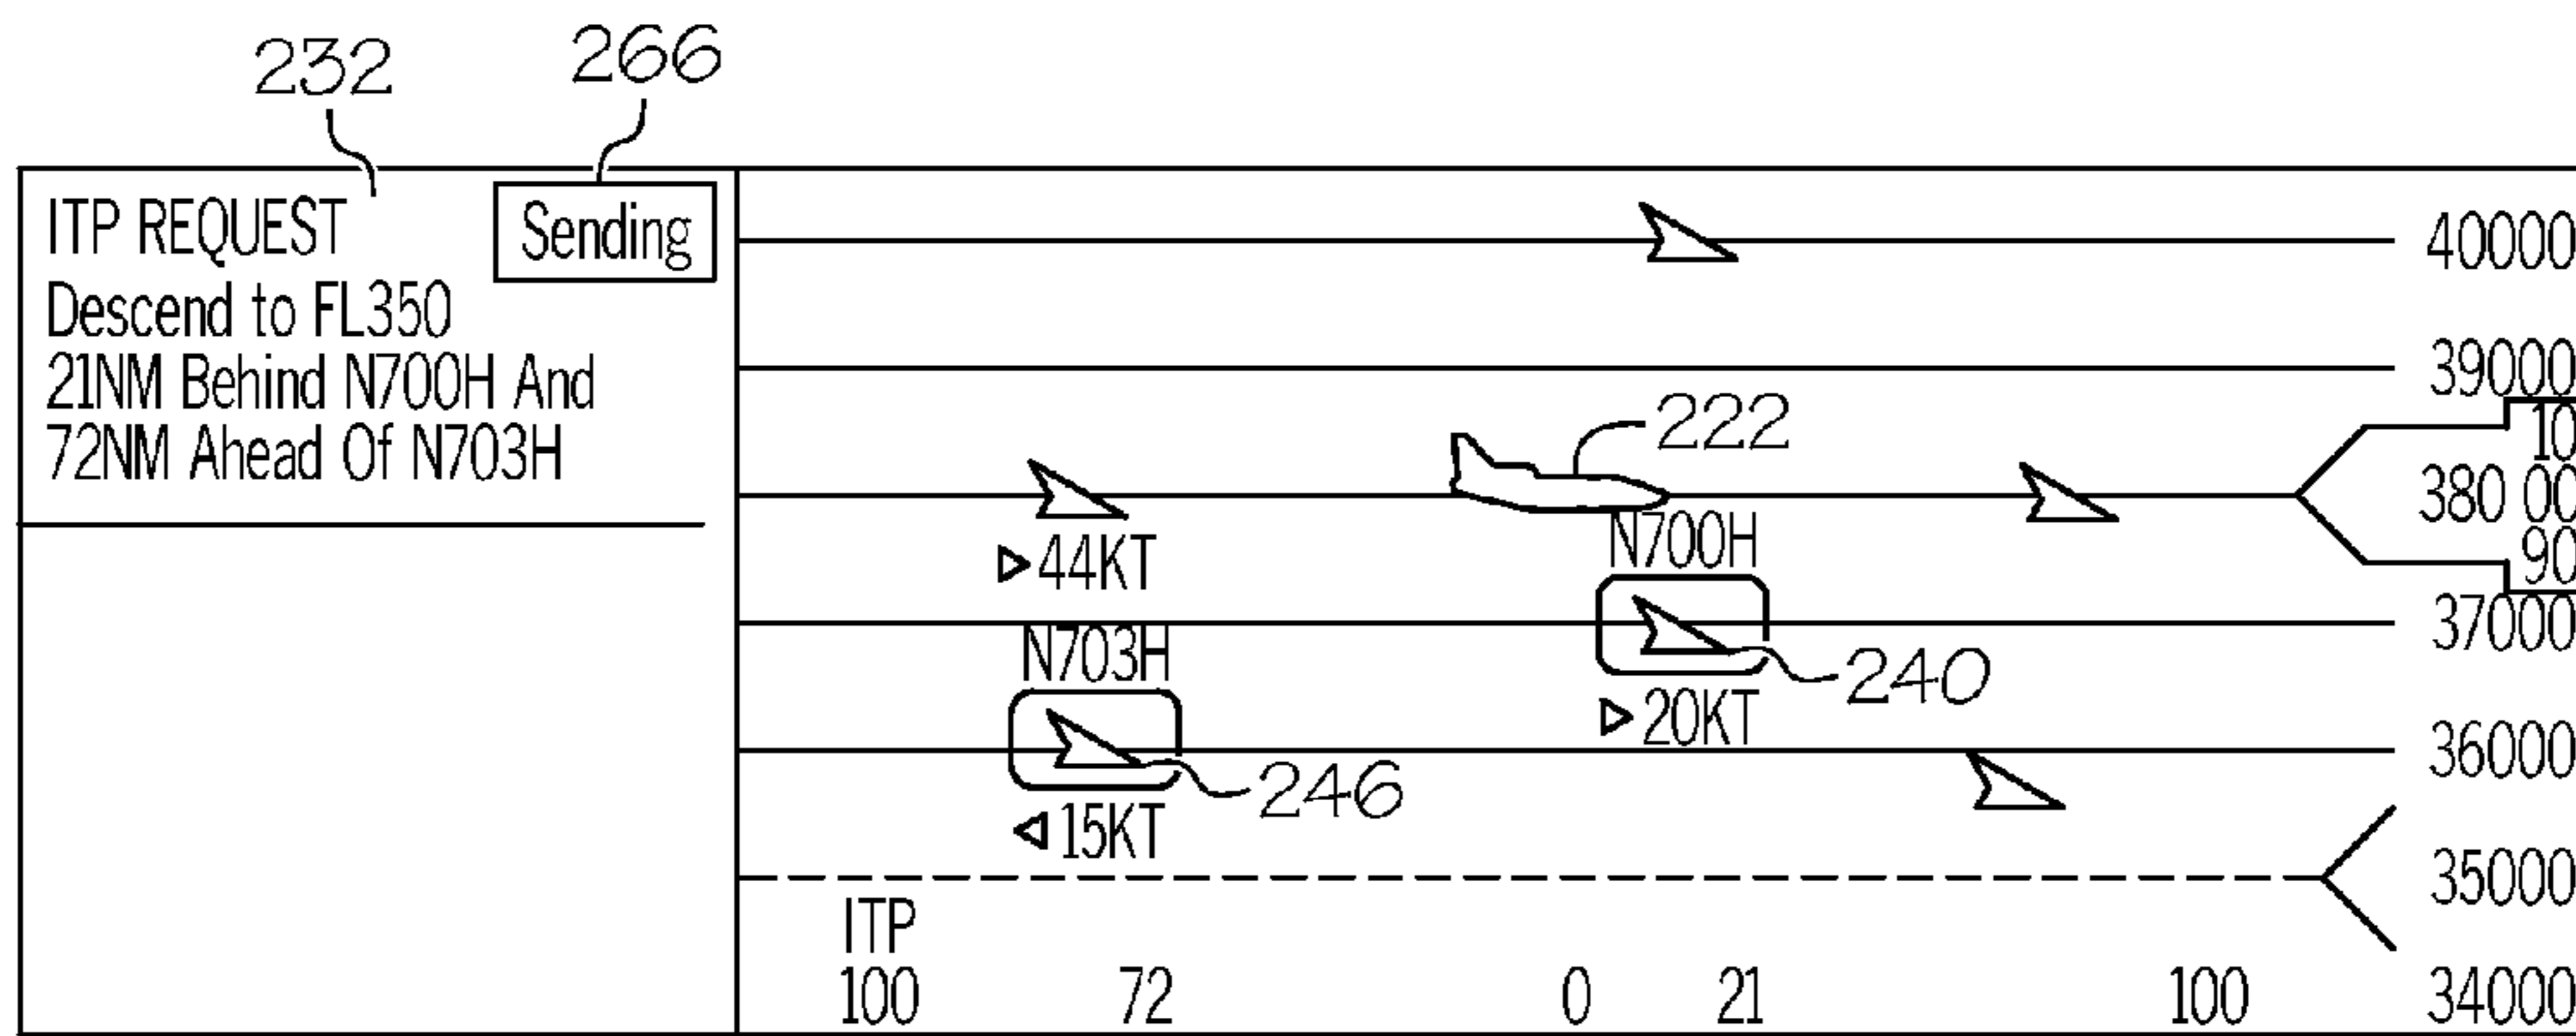 232 266
ITP REQUEST Sending
Descend to FL350
21NM Behind N700H And
72NM Ahead Of N703H
40000
39000
222
10
380 00
90
44KT
N700H
37000
N703H
240
20KT
36000
246
15KT
35000
ITP
100 72 0 21 100 34000